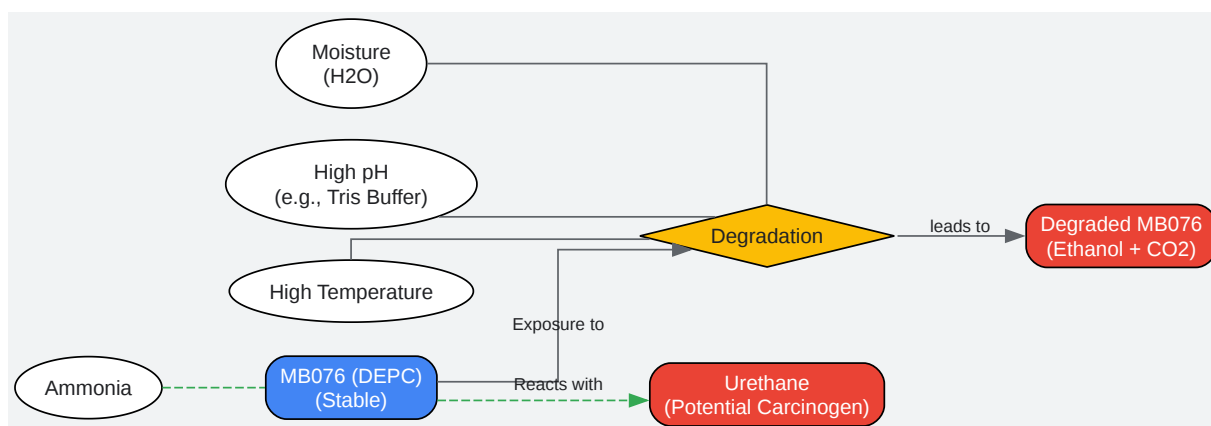 Moisture
(H2O)
High pH
(e.g., Tris Buffer)
Degradation
leads to
Degraded MB076
(Ethanol + CO2)
High Temperature
Exposure to
Ammonia
MB076 (DEPC)
(Stable)
Reacts with
Urethane
(Potential Carcinogen)